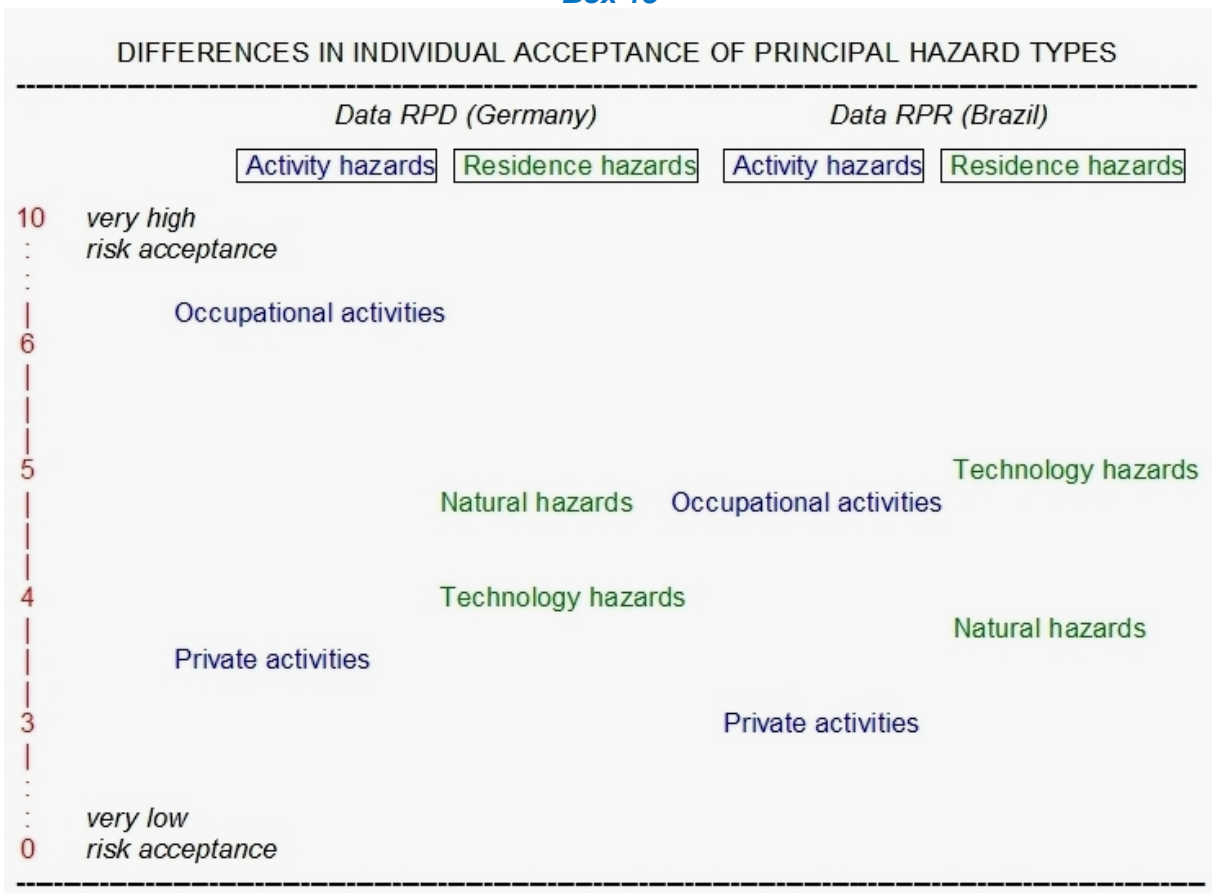 DIFFERENCES IN INDIVIDUAL ACCEPTANCE OF PRINCIPAL HAZARD TYPES
Data RPD (Germany) Data RPR (Brazil)
Activity hazards Residence hazards Activity hazards Residence hazards
10 very high
: risk acceptance
:
| Occupational activities
6
|
|
|
5 Technology hazards
| Natural hazards Occupational activities
|
|
4 Technology hazards
| Natural hazards
| Private activities
|
3 Private activities
|
:
: very low
0 risk acceptance